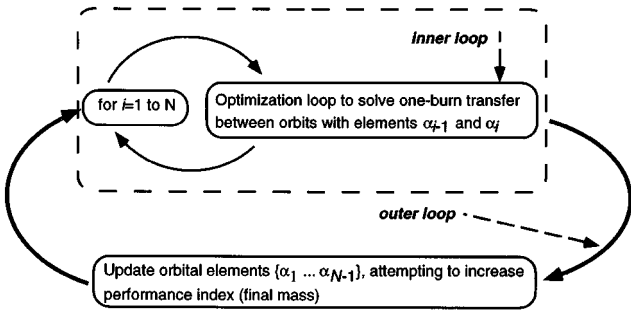 inner loop
for i=1 to N
Optimization loop to solve one-burn transfer
between orbits with elements αi-1 and αi
outer loop
Update orbital elements {α1 ... αN-1}, attempting to increase
performance index (final mass)